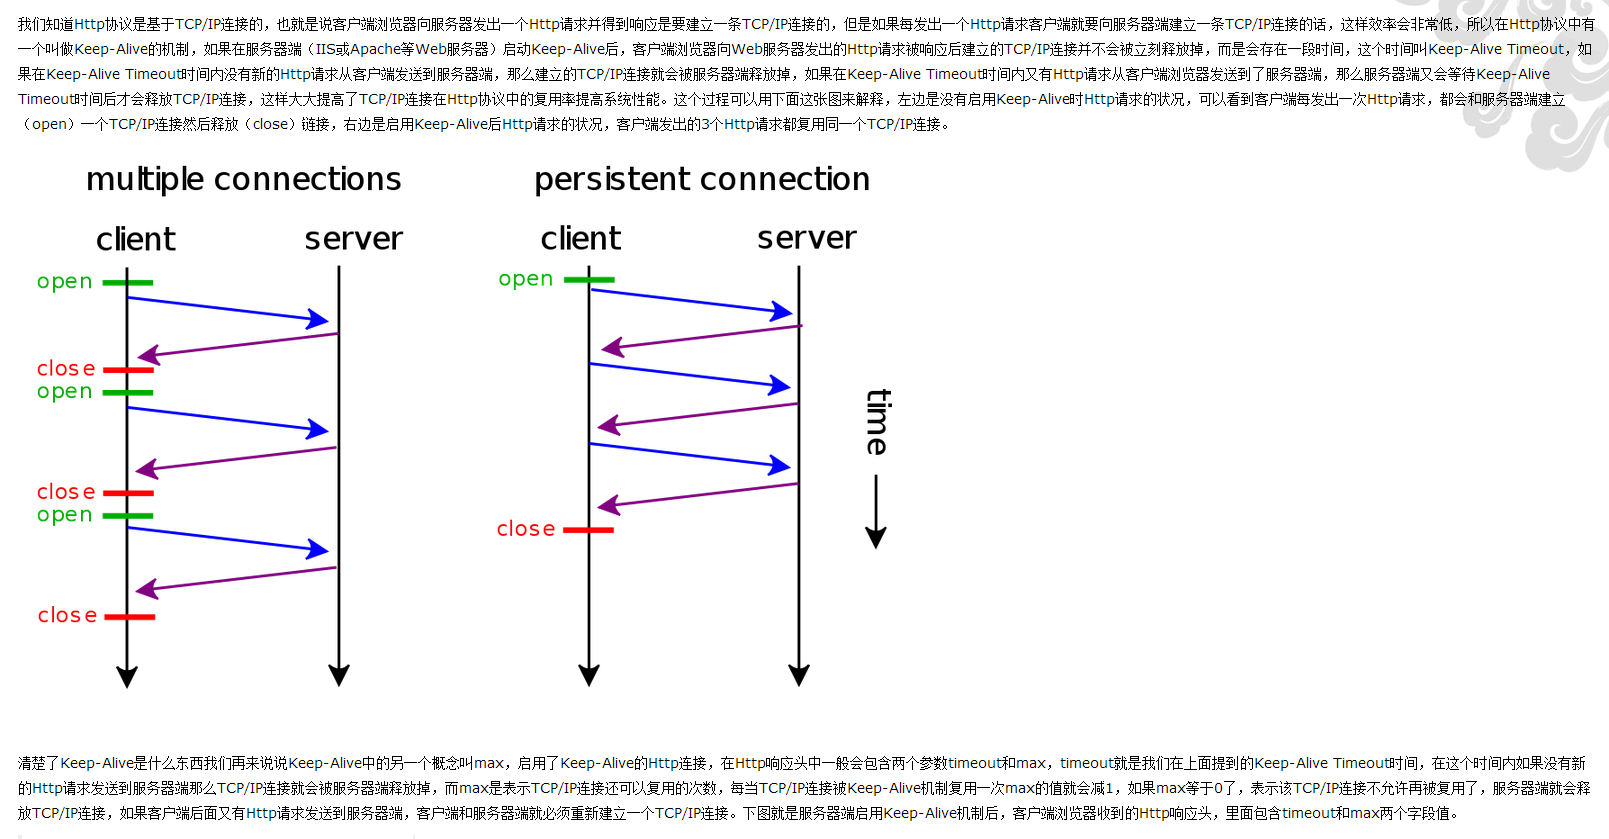 我们知道Http协议是基于TCP/IP连接的，也就是说客户端浏览器向服务器发出一个Http请求并得到响应是要建立一条TCP/IP连接的，但是如果每发出一个Http请求客户端就要向服务器端建立一条TCP/IP连接的话，这样效率会非常低，所以在Http协议中有
一个叫做Keep-Alive的机制，如果在服务器端（IIS或Apache等Web服务器）启动Keep-Alive后，客户端浏览器向Web服务器发出的Http请求被响应后建立的TCP/IP连接并不会被立刻释放掉，而是会存在一段时间，这个时间叫Keep-Alive Timeout，如
果在Keep-Alive Timeout时间内没有新的Http请求从客户端发送到服务器端，那么建立的TCP/IP连接就会被服务器端释放掉，如果在Keep-Alive Timeout时间内又有Http请求从客户端浏览器发送到了服务器端，那么服务器端又会等待Keep-Alive
Timeout时间后才会释放TCP/IP连接，这样大大提高了TCP/IP连接在Http协议中的复用率提高系统性能。这个过程可以用下面这张图来解释，左边是没有启用Keep-Alive时Http请求的状况，可以看到客户端每发出一次Http请求，都会和服务器端建立
（open）一个TCP/IP连接然后释放（close）链接，右边是启用Keep-Alive后Http请求的状况，客户端发出的3个Http请求都复用同一个TCP/IP连接。
multiple connections
client server
open
close
open
close
open
close
persistent connection
client server
open
close
time
清楚了Keep-Alive是什么东西我们再来说说Keep-Alive中的另一个概念叫max，启用了Keep-Alive的Http连接，在Http响应头中一般会包含两个参数timeout和max，timeout就是我们在上面提到的Keep-Alive Timeout时间，在这个时间内如果没有新
的Http请求发送到服务器端那么TCP/IP连接就会被服务器端释放掉，而max是表示TCP/IP连接还可以复用的次数，每当TCP/IP连接被Keep-Alive机制复用一次max的值就会减1，如果max等于0了，表示该TCP/IP连接不允许再被复用了，服务器端就会释
放TCP/IP连接，如果客户端后面又有Http请求发送到服务器端，客户端和服务器端就必须重新建立一个TCP/IP连接。下图就是服务器端启用Keep-Alive机制后，客户端浏览器收到的Http响应头，里面包含timeout和max两个字段值。